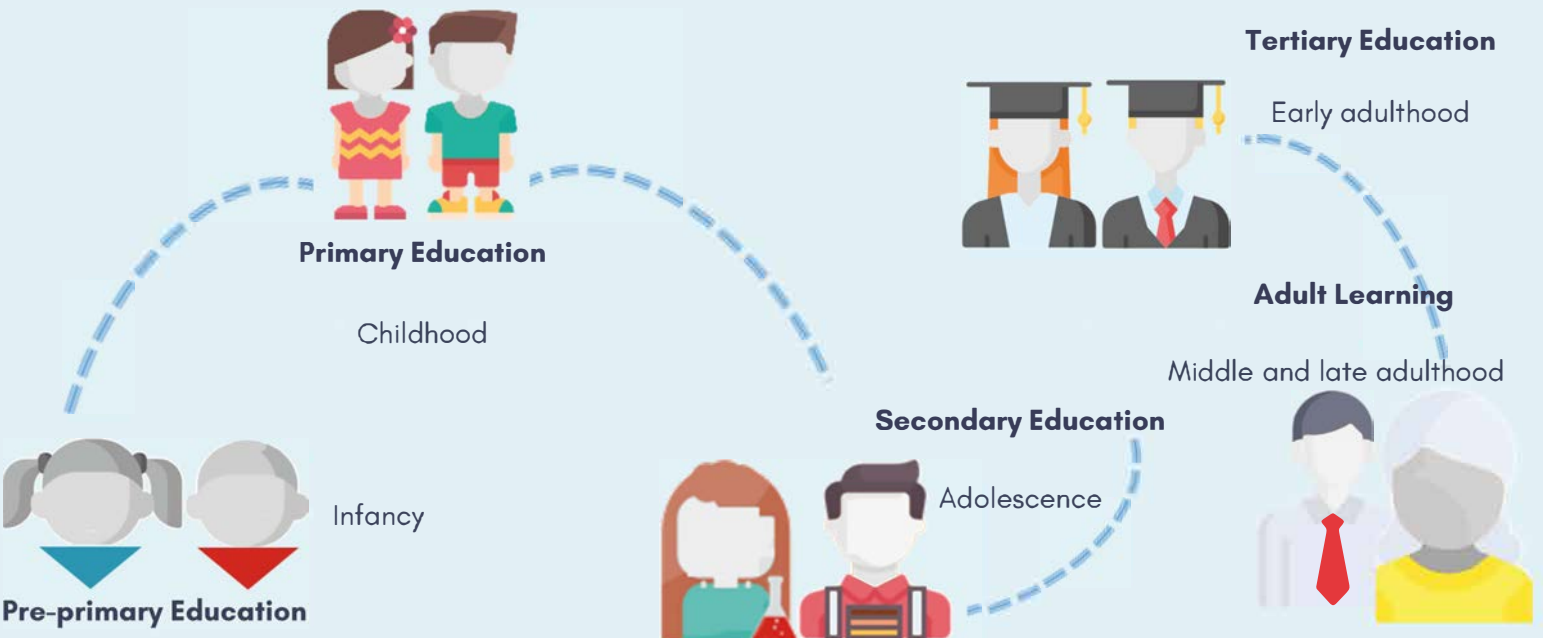 Pre-primary Education
Infancy
Primary Education
Childhood
Secondary Education
Adolescence
Tertiary Education
Early adulthood
Adult Learning
Middle and late adulthood